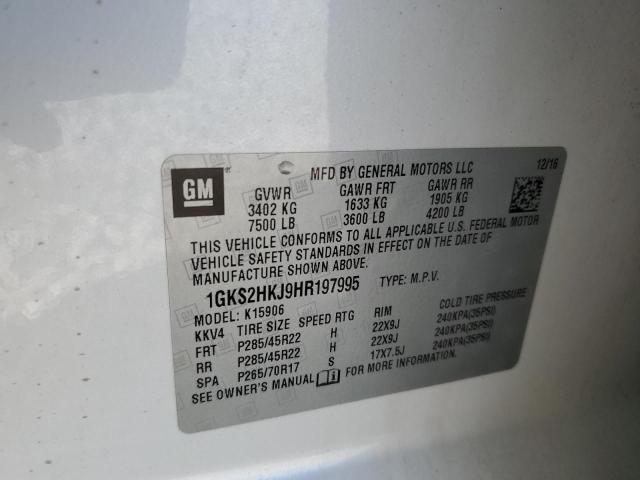 GM
MFD BY GENERAL MOTORS LLC 12/16
GVWR GAWR FRT GAWR RR
3402 KG 1633 KG 1905 KG
7500 LB 3600 LB 4200 LB
THIS VEHICLE CONFORMS TO ALL APPLICABLE U.S. FEDERAL MOTOR
VEHICLE SAFETY STANDARDS IN EFFECT ON THE DATE OF
MANUFACTURE SHOWN ABOVE.
1GKS2HKJ9HR197995 TYPE: M.P.V.
MODEL: K15906
KKV4 TIRE SIZE SPEED RTG RIM COLD TIRE PRESSURE
FRT P285/45R22 H 22X9J 240KPA(35PSI)
RR P285/45R22 H 22X9J 240KPA(35PSI)
SPA P265/70R17 S 17X7.5J 240KPA(35PSI)
SEE OWNER'S MANUAL FOR MORE INFORMATION.